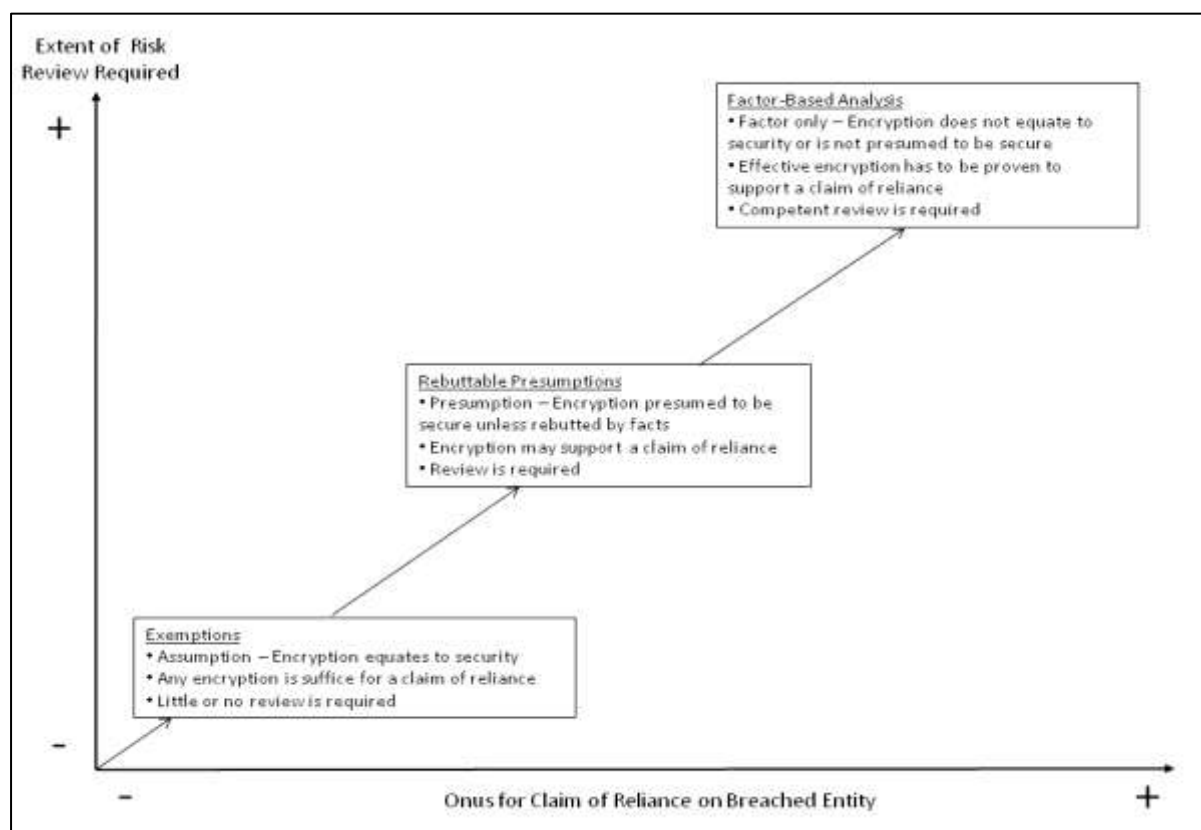 Extent of Risk
Review Required
+
Factor-Based Analysis
• Factor only – Encryption does not equate to
security or is not presumed to be secure
• Effective encryption has to be proven to
support a claim of reliance
• Competent review is required
Rebuttable Presumptions
• Presumption – Encryption presumed to be
secure unless rebutted by facts
• Encryption may support a claim of reliance
• Review is required
Exemptions
• Assumption – Encryption equates to security
• Any encryption is suffice for a claim of reliance
• Little or no review is required
-
-
Onus for Claim of Reliance on Breached Entity
+